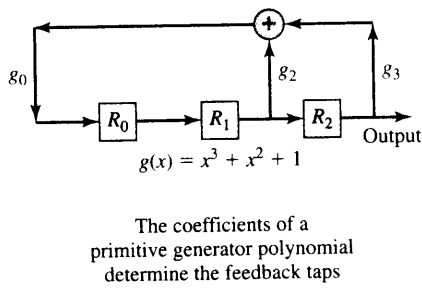 +
g₀
g₂
g₃
R₀
R₁
R₂
Output
g(x) = x³ + x² + 1
The coefficients of a
primitive generator polynomial
determine the feedback taps